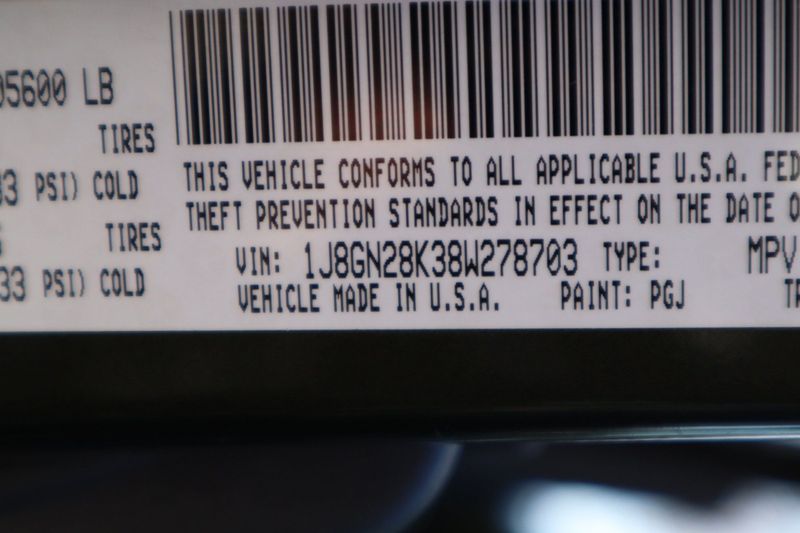 05600 LB
TIRES
THIS VEHICLE CONFORMS TO ALL APPLICABLE U.S.A. FED
33 PSI) COLD
THEFT PREVENTION STANDARDS IN EFFECT ON THE DATE O
TIRES
VIN: 1J8GN28K38W278703 TYPE: MPV
33 PSI) COLD
VEHICLE MADE IN U.S.A. PAINT: PGJ